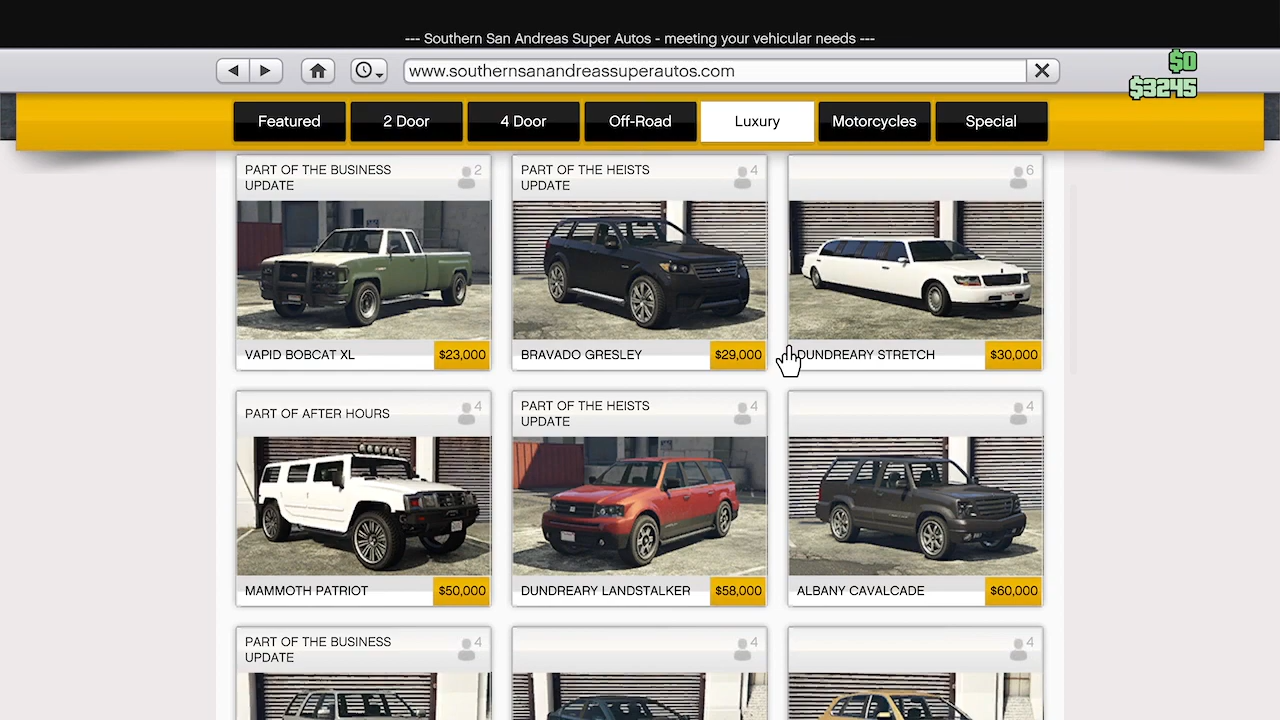 --- Southern San Andreas Super Autos - meeting your vehicular needs ---
www.southernsanandreassuperautos.com
$0
$3245
Featured
2 Door
4 Door
Off-Road
Luxury
Motorcycles
Special
PART OF THE BUSINESS
UPDATE
2
PART OF THE HEISTS
UPDATE
4
6
VAPID BOBCAT XL
$23,000
BRAVADO GRESLEY
$29,000
DUNDREARY STRETCH
$30,000
PART OF AFTER HOURS
4
PART OF THE HEISTS
UPDATE
4
4
MAMMOTH PATRIOT
$50,000
DUNDREARY LANDSTALKER
$58,000
ALBANY CAVALCADE
$60,000
PART OF THE BUSINESS
UPDATE
4
4
4